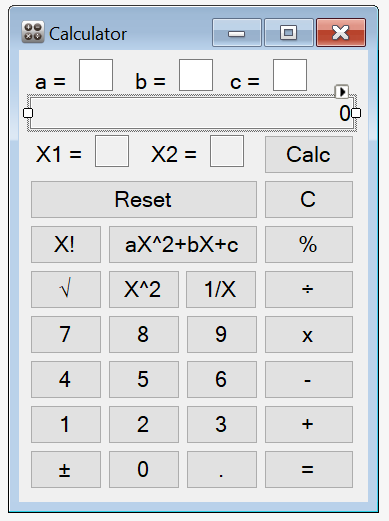 Calculator
a = b = c =
0
X1 = X2 = Calc
Reset C
X! aX^2+bX+c %
√ X^2 1/X ÷
7 8 9 x
4 5 6 -
1 2 3 +
± 0 . =